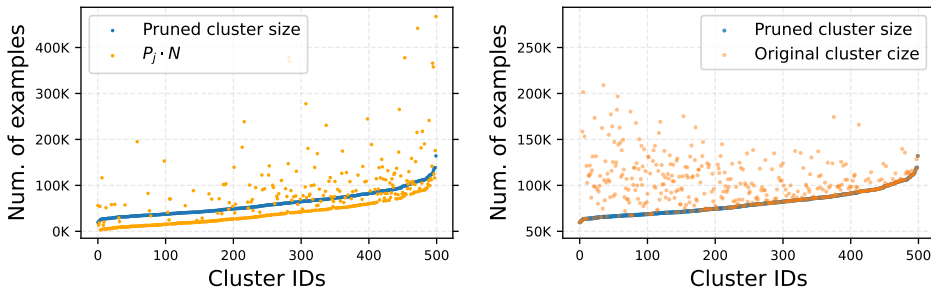 Num. of examples
400K
300K
200K
100K
0K
Pruned cluster size
P_j · N
0
100
200
300
400
500
Cluster IDs
Num. of examples
250K
200K
150K
100K
50K
Pruned cluster size
Original cluster cize
0
100
200
300
400
500
Cluster IDs